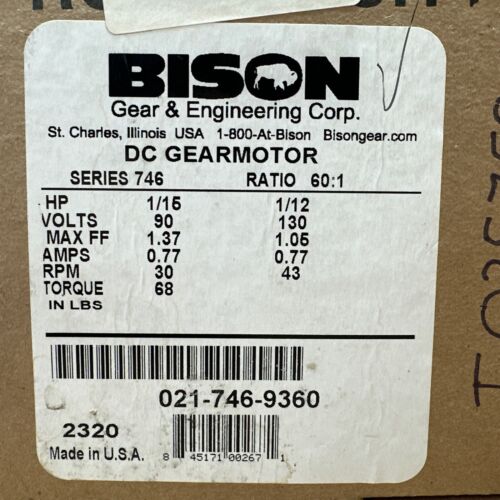 BISON
Gear & Engineering Corp.
St. Charles, Illinois USA 1-800-At-Bison Bisongear.com
DC GEARMOTOR
SERIES 746 RATIO 60:1
HP 1/15 1/12
VOLTS 90 130
MAX FF 1.37 1.05
AMPS 0.77 0.77
RPM 30 43
TORQUE 68
IN LBS
021-746-9360
2320
Made in U.S.A.
8 45171 00267 1